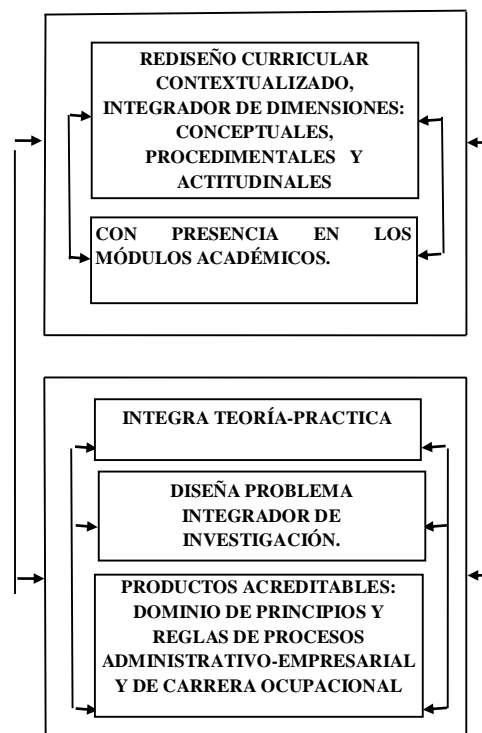 REDISEÑO CURRICULAR
CONTEXTUALIZADO,
INTEGRADOR DE DIMENSIONES:
CONCEPTUALES,
PROCEDIMENTALES Y
ACTITUDINALES
CON PRESENCIA EN LOS
MÓDULOS ACADÉMICOS.
INTEGRA TEORÍA-PRACTICA
DISEÑA PROBLEMA
INTEGRADOR DE
INVESTIGACIÓN.
PRODUCTOS ACREDITABLES:
DOMINIO DE PRINCIPIOS Y
REGLAS DE PROCESOS
ADMINISTRATIVO-EMPRESARIAL
Y DE CARRERA OCUPACIONAL